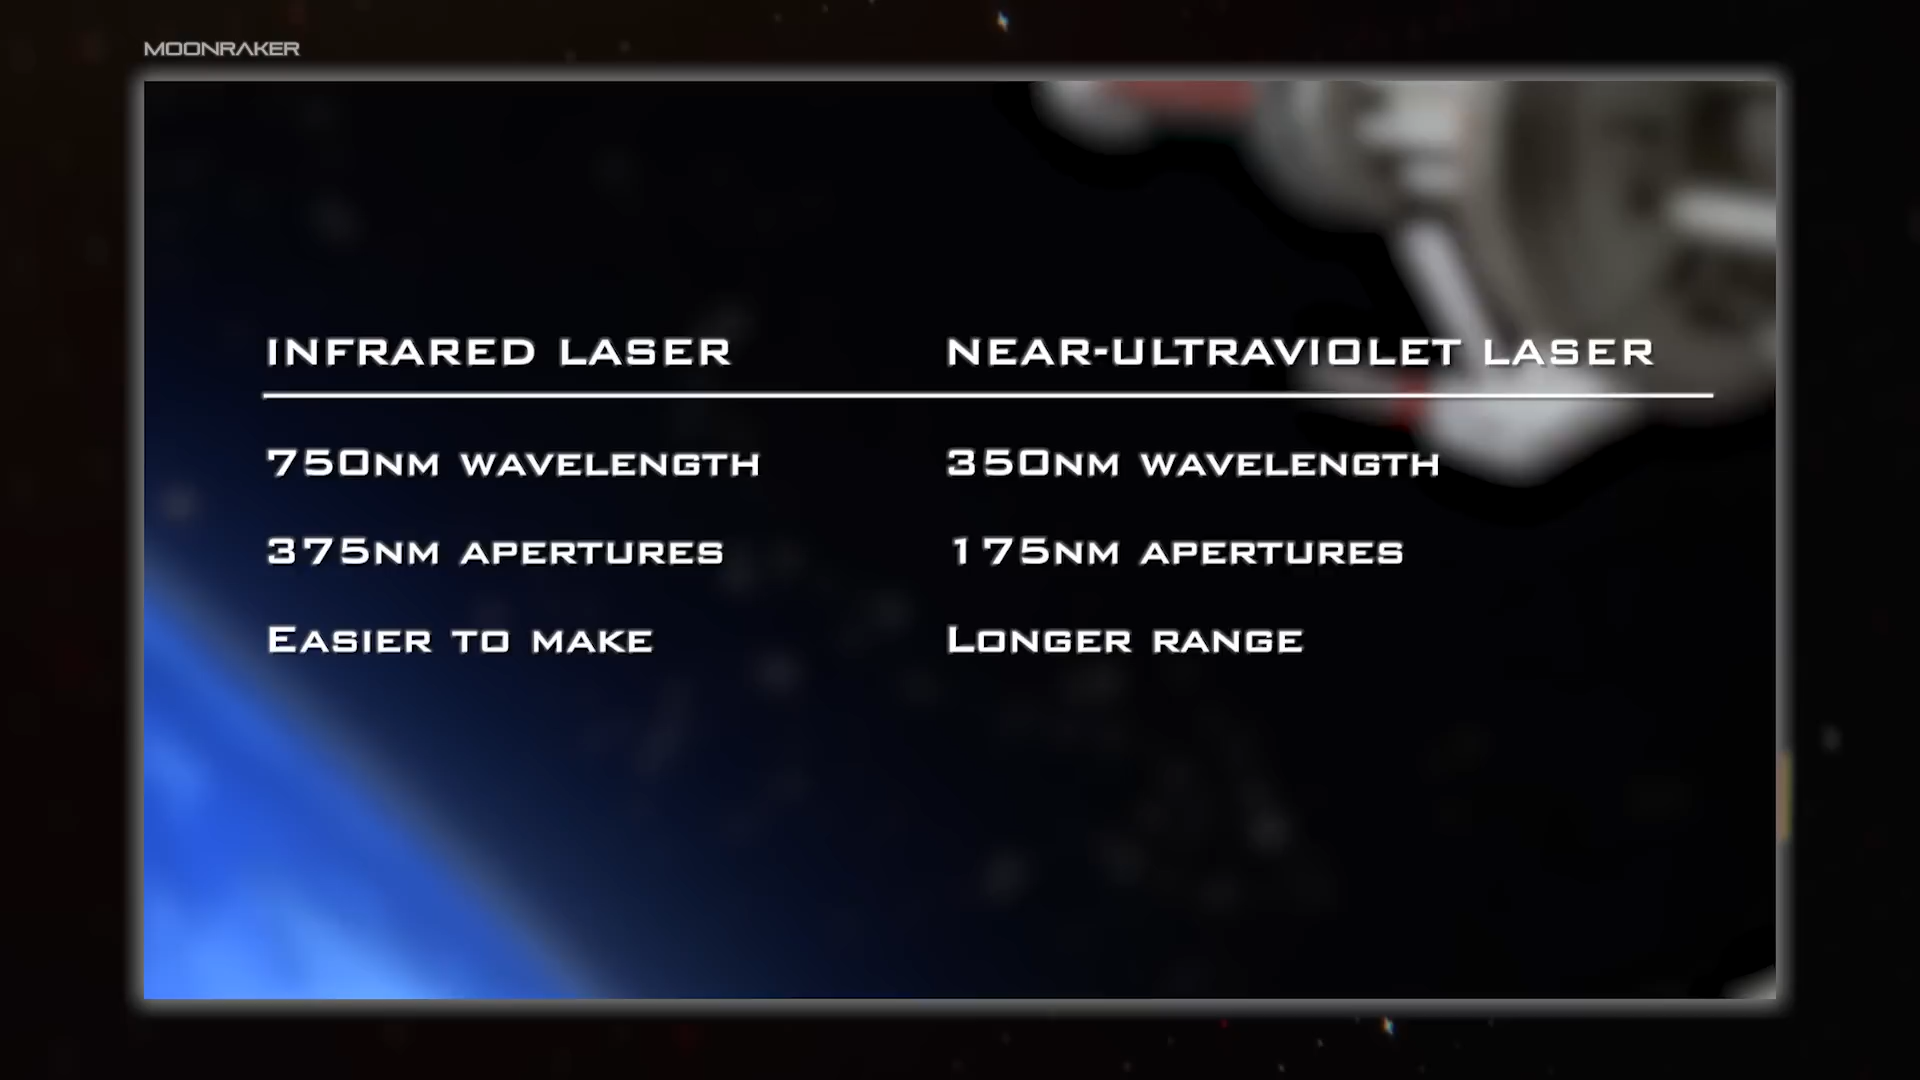 MOONRAKER
INFRARED LASER
NEAR-ULTRAVIOLET LASER
750NM WAVELENGTH
350NM WAVELENGTH
375NM APERTURES
175NM APERTURES
EASIER TO MAKE
LONGER RANGE